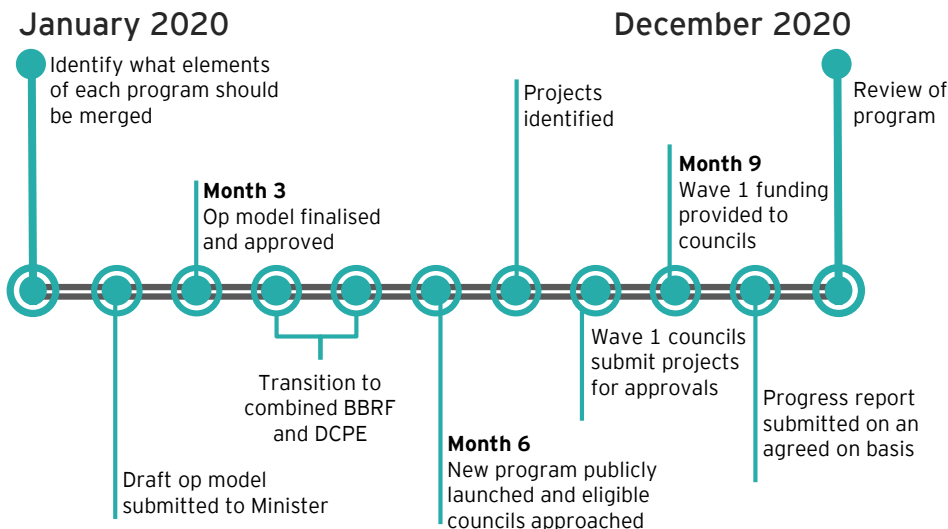 January 2020
December 2020
Identify what elements
of each program should
be merged
Projects
identified
Review of
program
Month 3
Op model finalised
and approved
Month 9
Wave 1 funding
provided to
councils
Transition to
combined BBRF
and DCPE
Wave 1 councils
submit projects
for approvals
Draft op model
submitted to Minister
Month 6
New program publicly
launched and eligible
councils approached
Progress report
submitted on an
agreed on basis